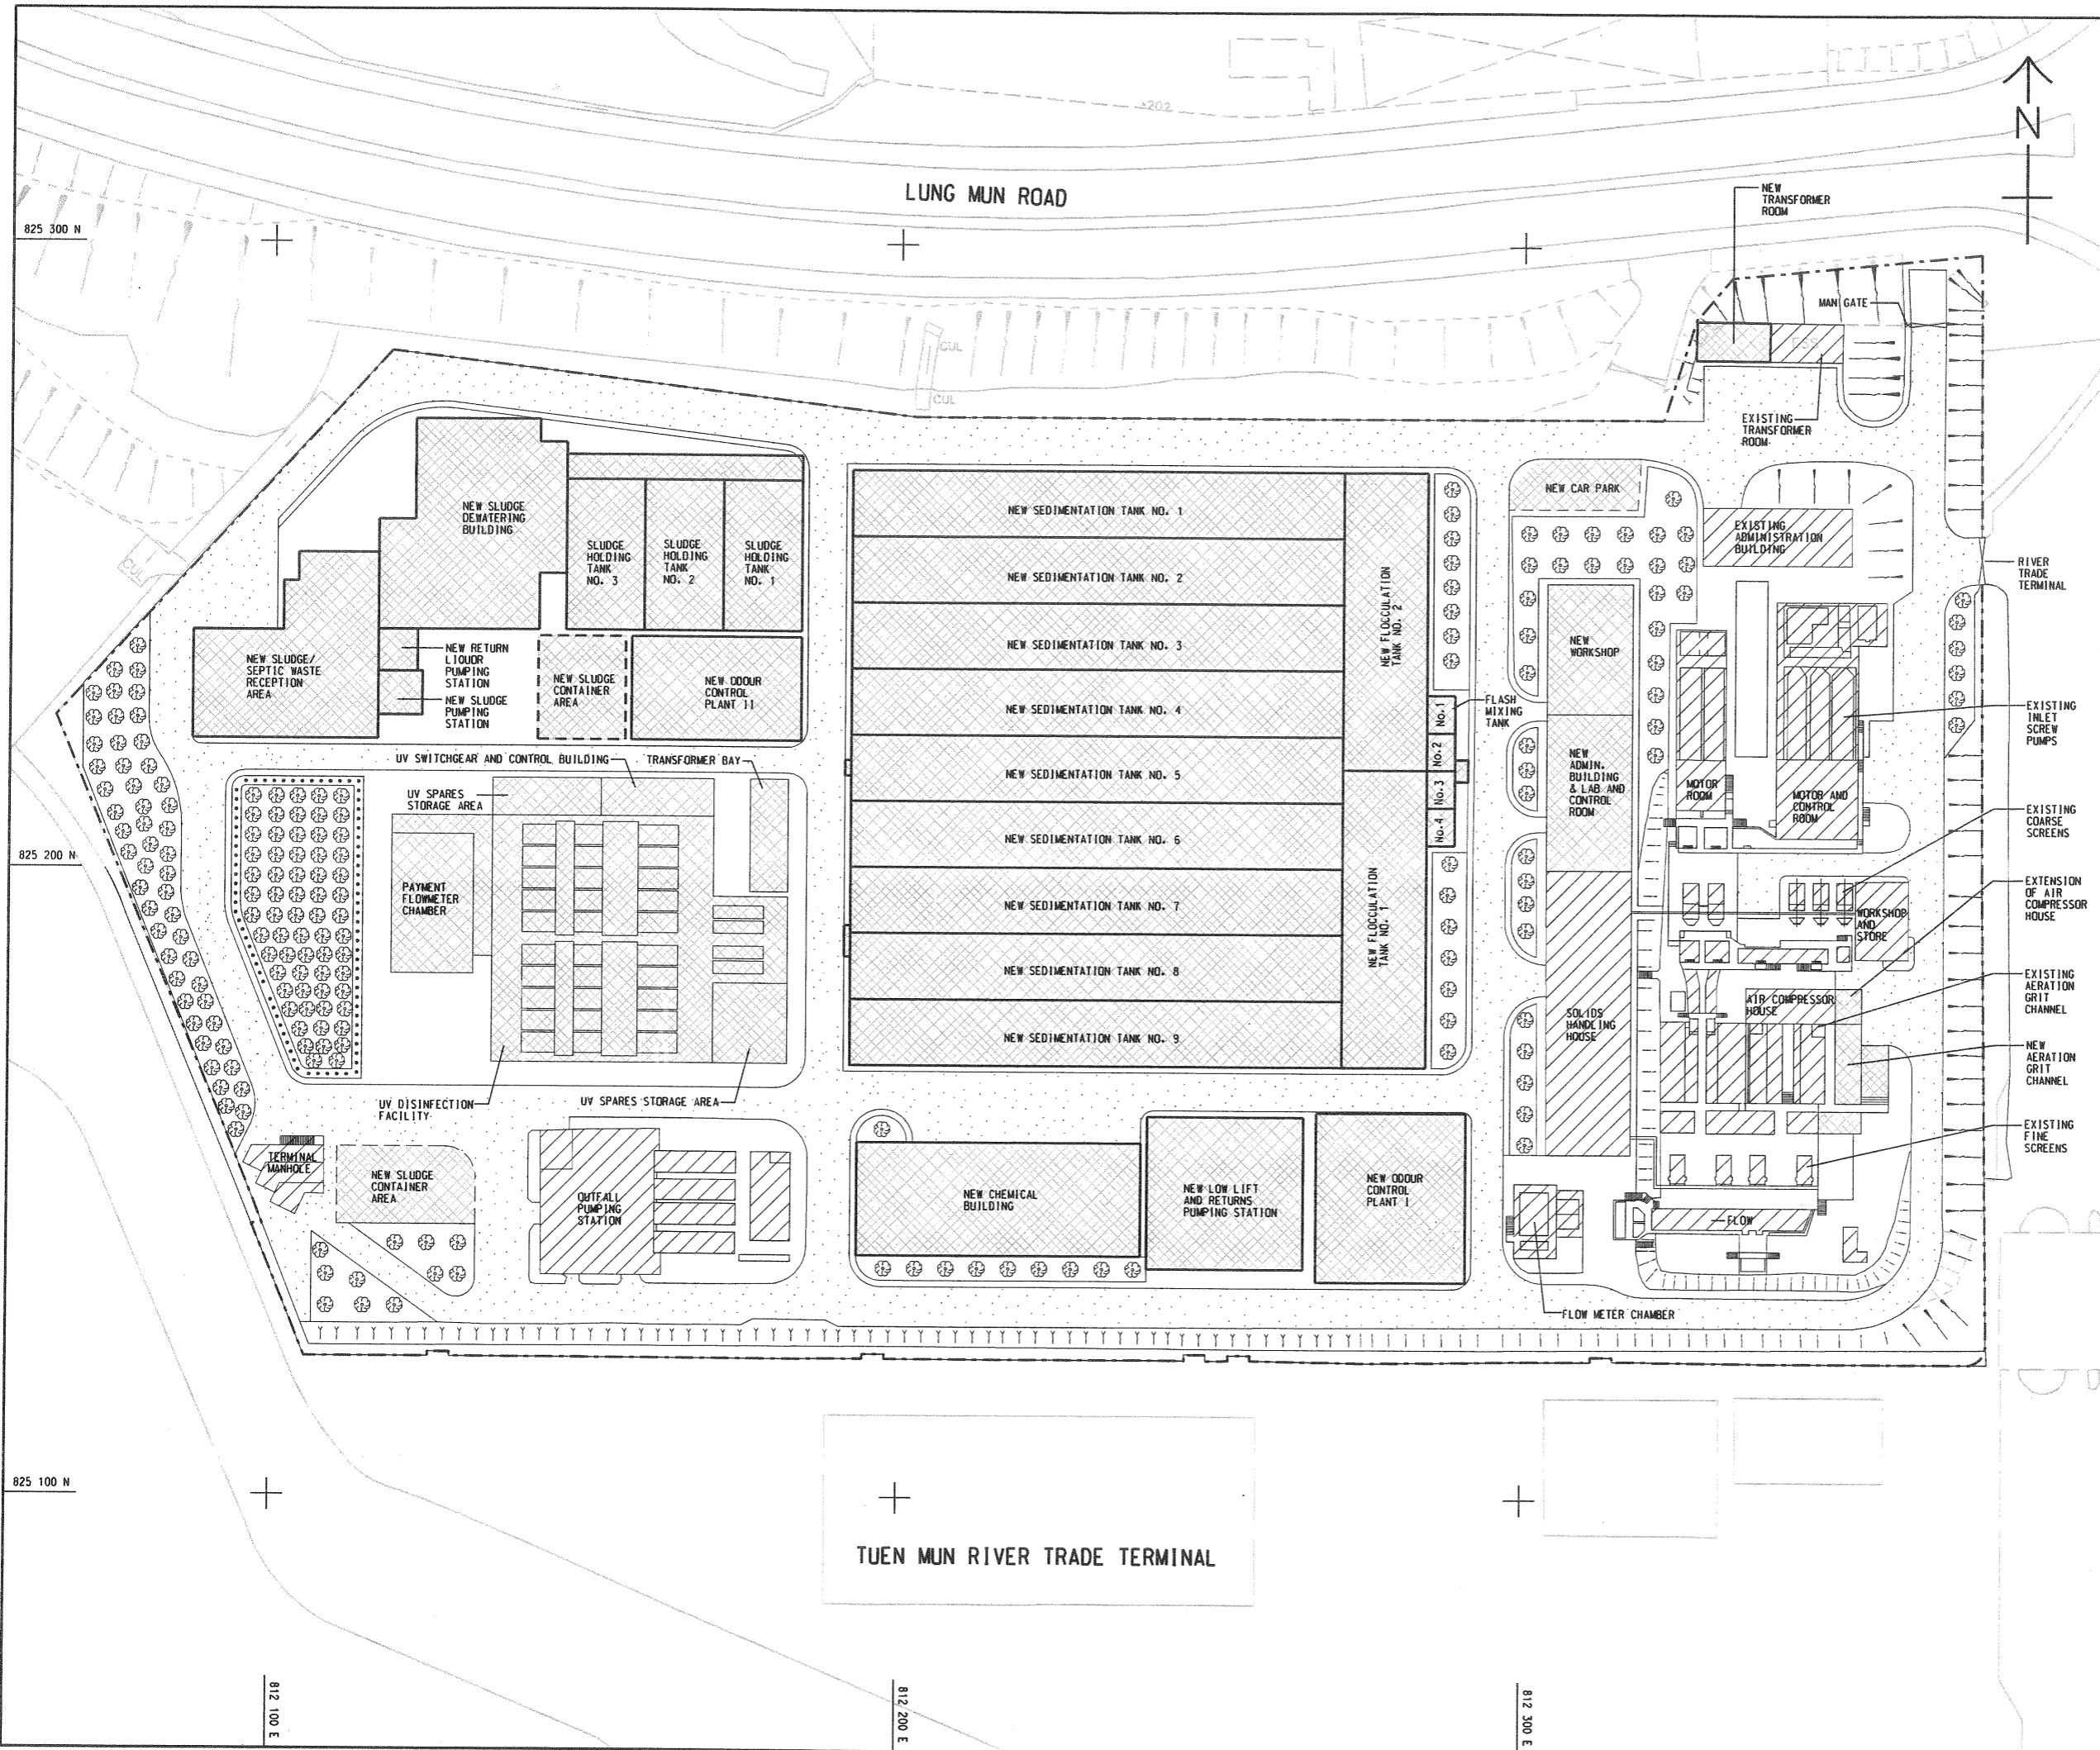 A202
LUNG MUN ROAD
N
NEW
TRANSFORMER
ROOM
825 300 N
MAN GATE
ESS
CUL
CUL
EXISTING
TRANSFORMER
ROOM
NEW SLUDGE
DEWATERING
BUILDING
SLUDGE
HOLDING
TANK
NO. 3
SLUDGE
HOLDING
TANK
NO. 2
SLUDGE
HOLDING
TANK
NO. 1
CUL
NEW SEDIMENTATION TANK NO. 1
NEW SEDIMENTATION TANK NO. 2
NEW SEDIMENTATION TANK NO. 3
NEW SEDIMENTATION TANK NO. 4
NEW SEDIMENTATION TANK NO. 5
NEW SEDIMENTATION TANK NO. 6
NEW SEDIMENTATION TANK NO. 7
NEW SEDIMENTATION TANK NO. 8
NEW SEDIMENTATION TANK NO. 9
NEW FLOCCULATION
TANK NO. 2
NEW FLOCCULATION
TANK NO. 1
No.1
No.2
No.3
No.4
FLASH
MIXING
TANK
NEW CAR PARK
EXISTING
ADMINISTRATION
BUILDING
RIVER
TRADE
TERMINAL
NEW
WORKSHOP
NEW SLUDGE/
SEPTIC WASTE
RECEPTION
AREA
NEW RETURN
LIQUOR
PUMPING
STATION
NEW SLUDGE
PUMPING
STATION
NEW SLUDGE
CONTAINER
AREA
NEW ODOUR
CONTROL
PLANT II
EXISTING
INLET
SCREW
PUMPS
UV SWITCHGEAR AND CONTROL BUILDING
TRANSFORMER BAY
UV SPARES
STORAGE AREA
NEW
ADMIN.
BUILDING
& LAB AND
CONTROL
ROOM
MOTOR
ROOM
MOTOR AND
CONTROL
ROOM
EXISTING
COARSE
SCREENS
825 200 N
PAYMENT
FLOWMETER
CHAMBER
EXTENSION
OF AIR
COMPRESSOR
HOUSE
WORKSHOP
AND
STORE
EXISTING
AERATION
GRIT
CHANNEL
AIR COMPRESSOR
HOUSE
SOLIDS
HANDLING
HOUSE
NEW
AERATION
GRIT
CHANNEL
UV DISINFECTION
FACILITY
UV SPARES STORAGE AREA
EXISTING
FINE
SCREENS
TERMINAL
MANHOLE
NEW SLUDGE
CONTAINER
AREA
OUTFALL
PUMPING
STATION
NEW CHEMICAL
BUILDING
NEW LOW LIFT
AND RETURNS
PUMPING STATION
NEW ODOUR
CONTROL
PLANT I
FLOW
FLOW METER CHAMBER
825 100 N
TUEN MUN RIVER TRADE TERMINAL
812 100 E
812 200 E
812 300 E